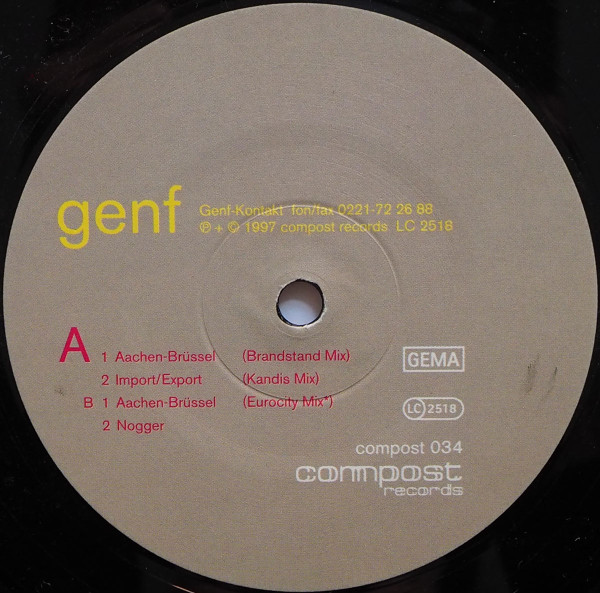 genf
Genf-Kontakt fon/fax 0221-72 26 88
℗ + © 1997 compost records LC 2518
A 1 Aachen-Brüssel (Brandstand Mix)
2 Import/Export (Kandis Mix)
B 1 Aachen-Brüssel (Eurocity Mix*)
2 Nogger
GEMA
LC 2518
compost 034
compost
records